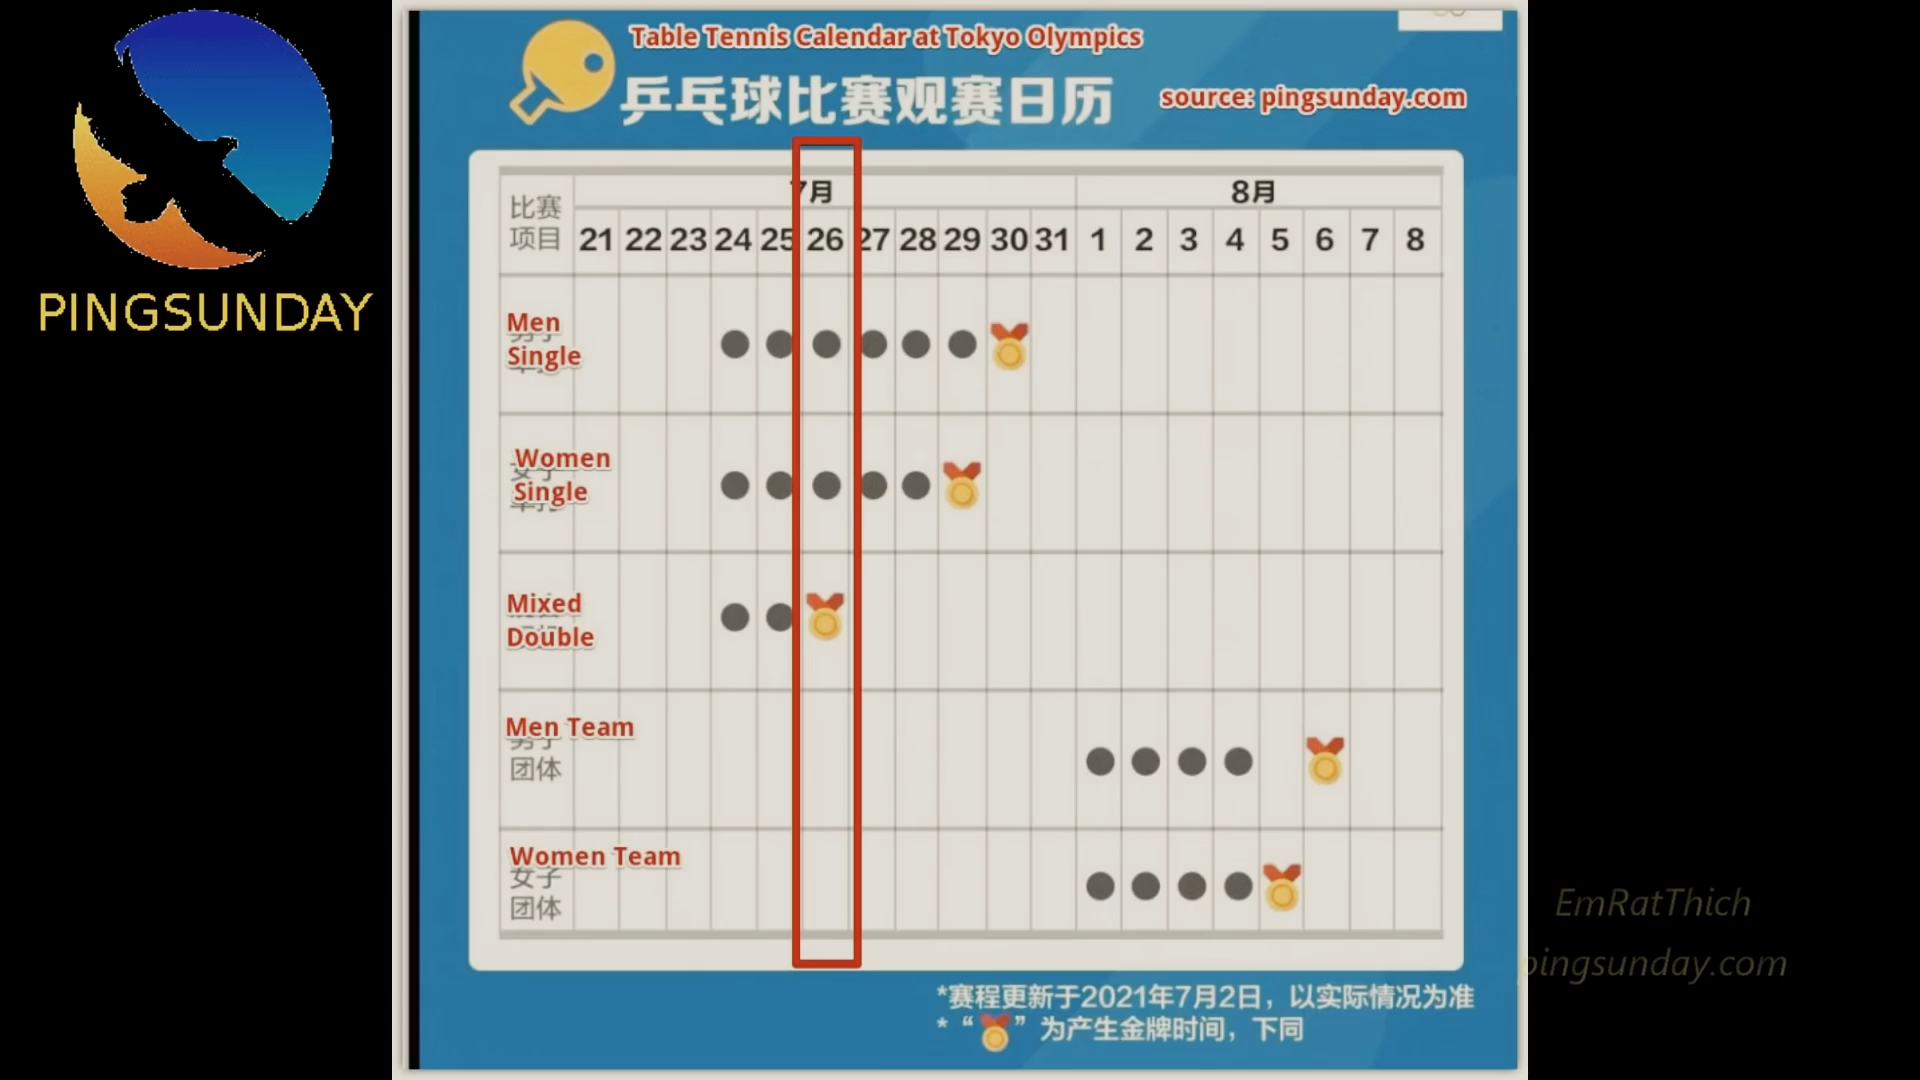 PINGSUNDAY
Table Tennis Calendar at Tokyo Olympics
乒乓球比赛观赛日历
source: pingsunday.com
比赛
项目
7月
8月
21 22 23 24 25 26 27 28 29 30 31 1 2 3 4 5 6 7 8
Men
Single
Women
Single
Mixed
Double
Men Team
男子
团体
Women Team
女子
团体
*赛程更新于2021年7月2日，以实际情况为准
* “ ” 为产生金牌时间，下同
EmRatThich
pingsunday.com